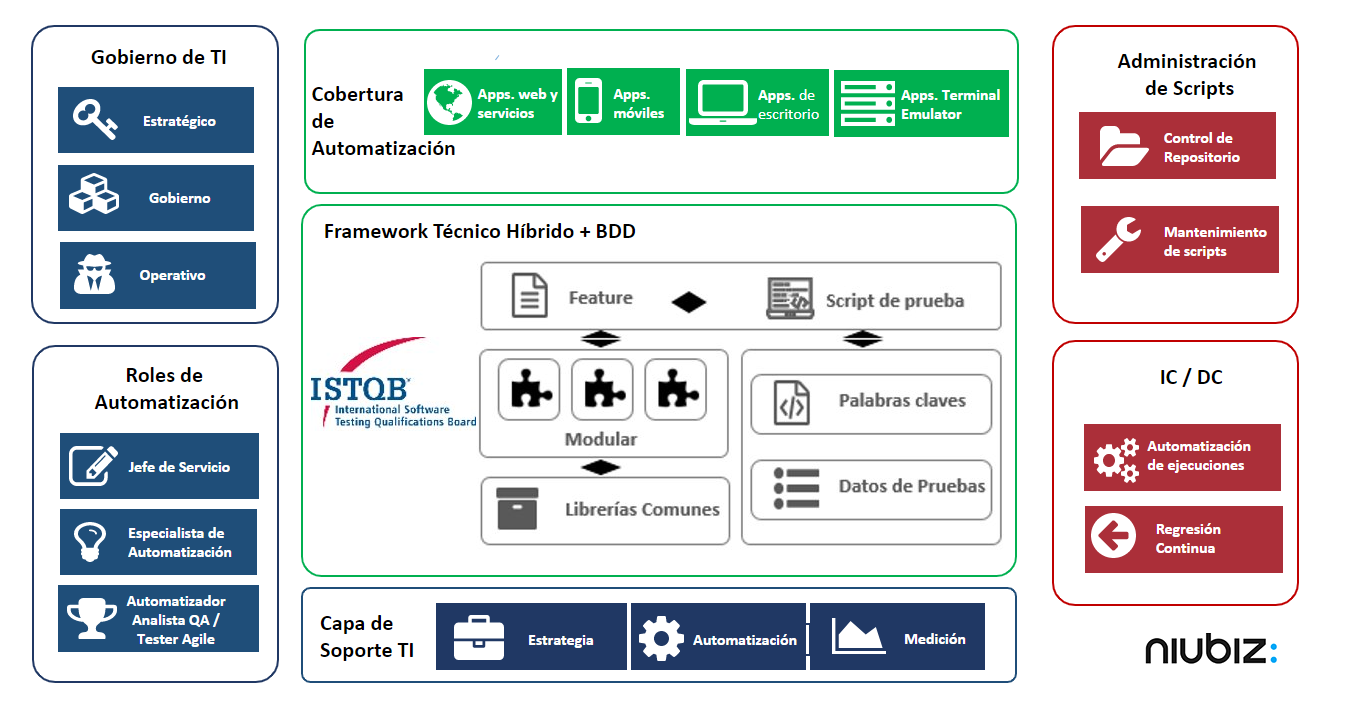 Gobierno de TI
Estratégico
Gobierno
Operativo
Roles de
Automatización
Jefe de Servicio
Especialista de
Automatización
Automatizador
Analista QA /
Tester Agile
Cobertura
de
Automatización
Apps. web y
servicios
Apps.
móviles
Apps. de
escritorio
Apps. Terminal
Emulator
Framework Técnico Híbrido + BDD
Feature
Script de prueba
ISTQB
International Software
Testing Qualifications Board
Modular
Librerías Comunes
Palabras claves
Datos de Pruebas
Capa de
Soporte TI
Estrategia
Automatización
Medición
Administración
de Scripts
Control de
Repositorio
Mantenimiento
de scripts
IC / DC
Automatización
de ejecuciones
Regresión
Continua
niubiz: